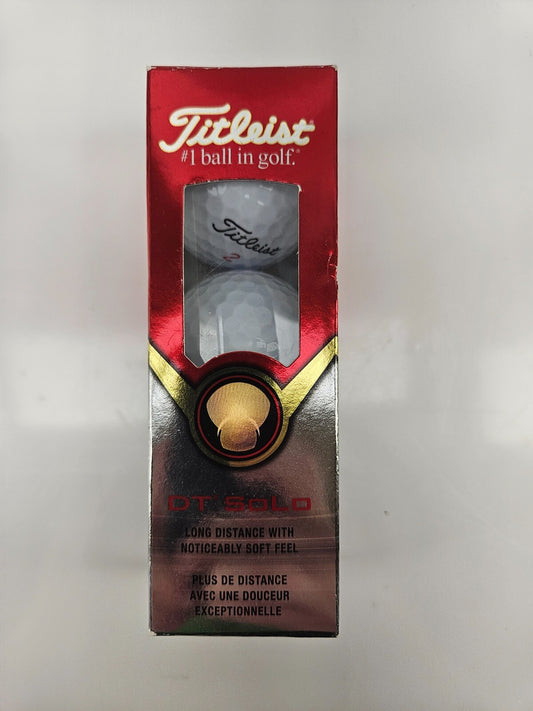 Titleist®
#1 ball in golf.®
Titleist
2
DT SoLo
LONG DISTANCE WITH
NOTICEABLY SOFT FEEL
PLUS DE DISTANCE
AVEC UNE DOUCEUR
EXCEPTIONNELLE